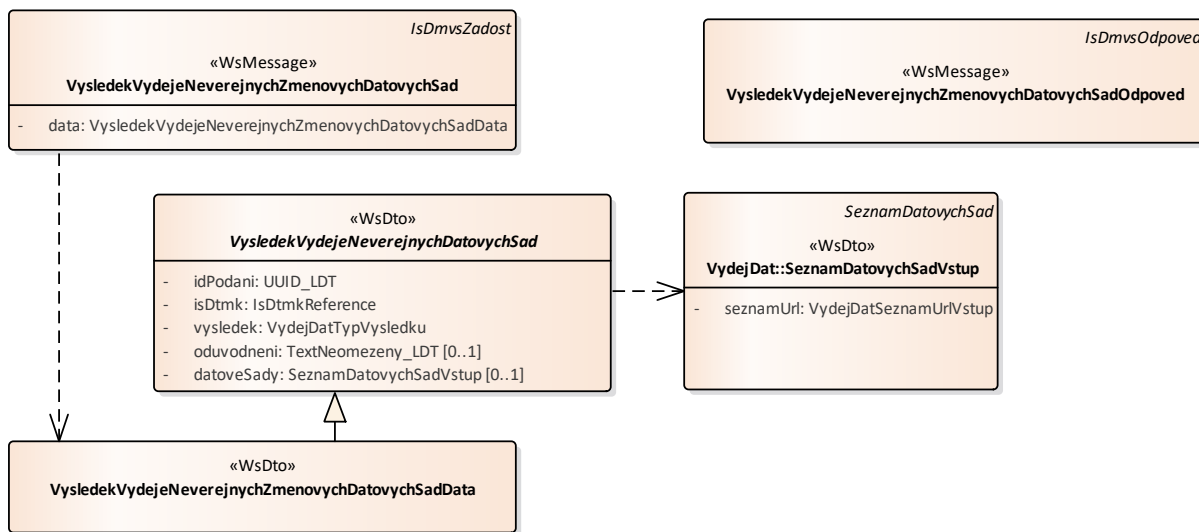 IsDmvsZadost
«WsMessage»
VysledekVydejeNeverejnychZmenovychDatovychSad
- data: VysledekVydejeNeverejnychZmenovychDatovychSadData
IsDmvsOdpoved
«WsMessage»
VysledekVydejeNeverejnychZmenovychDatovychSadOdpoved
«WsDto»
VysledekVydejeNeverejnychDatovychSad
- idPodani: UUID_LDT
- isDtmk: IsDtmkReference
- vysledek: VydejDatTypVysledku
- oduvodneni: TextNeomezeny_LDT [0..1]
- datoveSady: SeznamDatovychSadVstup [0..1]
SeznamDatovychSad
«WsDto»
VydejDat::SeznamDatovychSadVstup
- seznamUrl: VydejDatSeznamUrlVstup
«WsDto»
VysledekVydejeNeverejnychZmenovychDatovychSadData